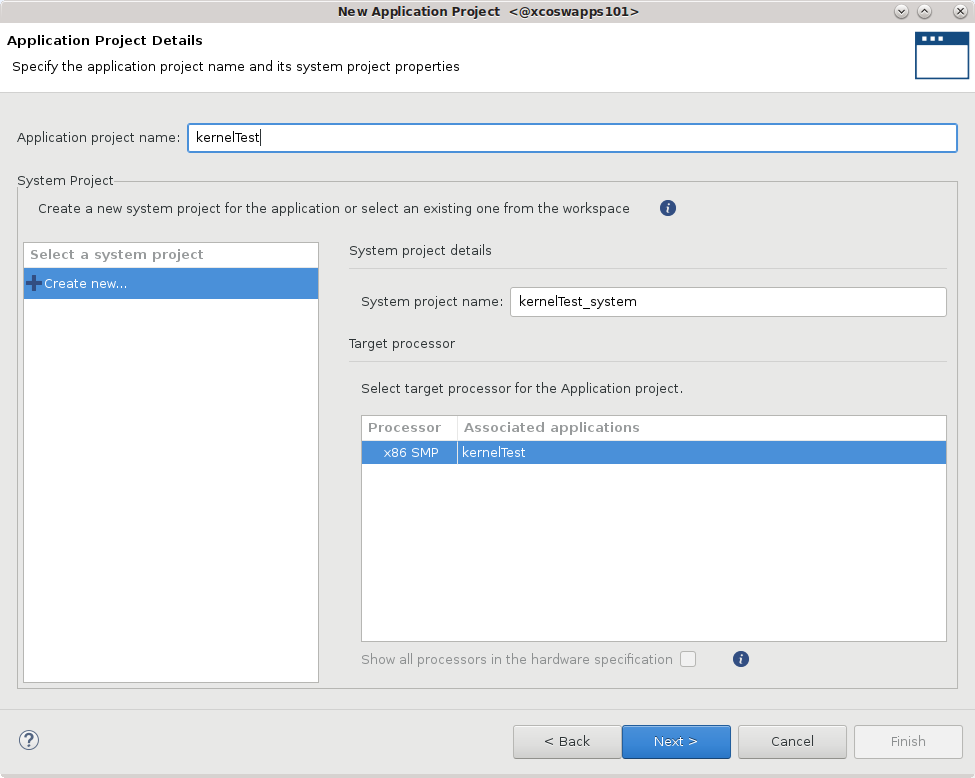 New Application Project <@xcoswapps101>
Application Project Details
Specify the application project name and its system project properties
Application project name: kernelTest
System Project
Create a new system project for the application or select an existing one from the workspace
Select a system project
Create new...
System project details
System project name: kernelTest_system
Target processor
Select target processor for the Application project.
Processor Associated applications
x86 SMP kernelTest
Show all processors in the hardware specification
< Back Next > Cancel Finish